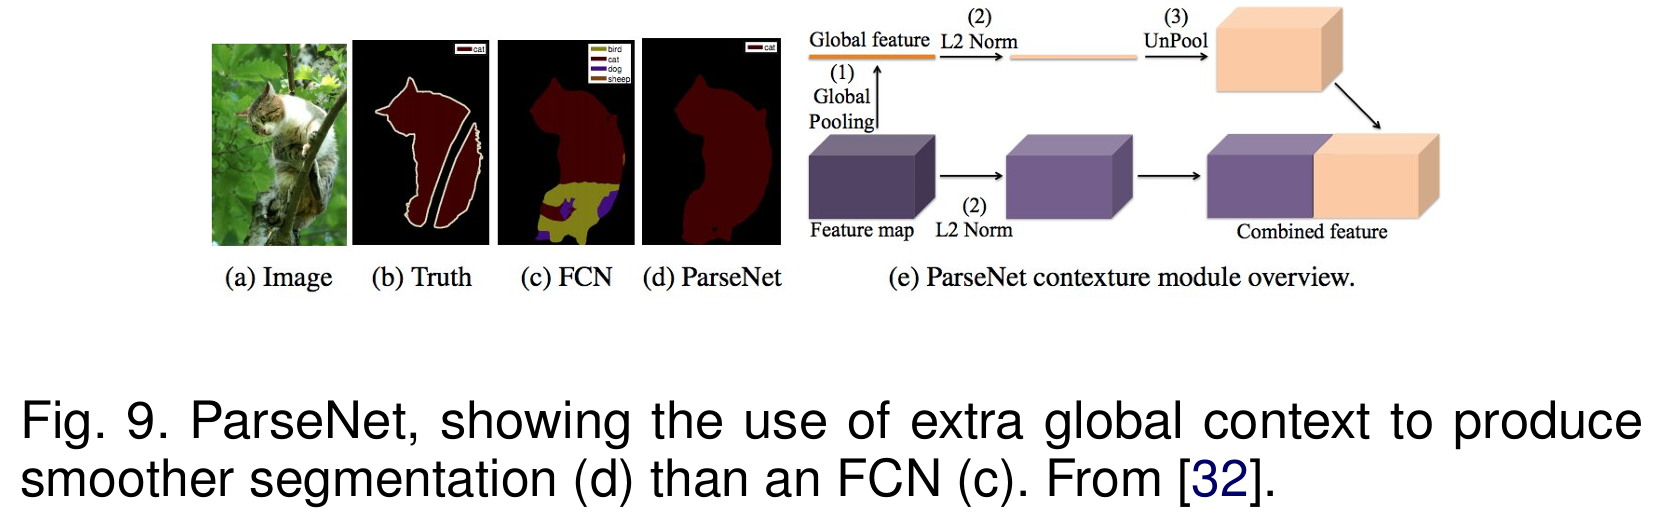 cat
bird
cat
dog
sheep
cat
(a) Image
(b) Truth
(c) FCN
(d) ParseNet
Global feature
(2)
L2 Norm
(3)
UnPool
(1)
Global
Pooling
Feature map
(2)
L2 Norm
Combined feature
(e) ParseNet contexture module overview.
Fig. 9. ParseNet, showing the use of extra global context to produce
smoother segmentation (d) than an FCN (c). From [32].